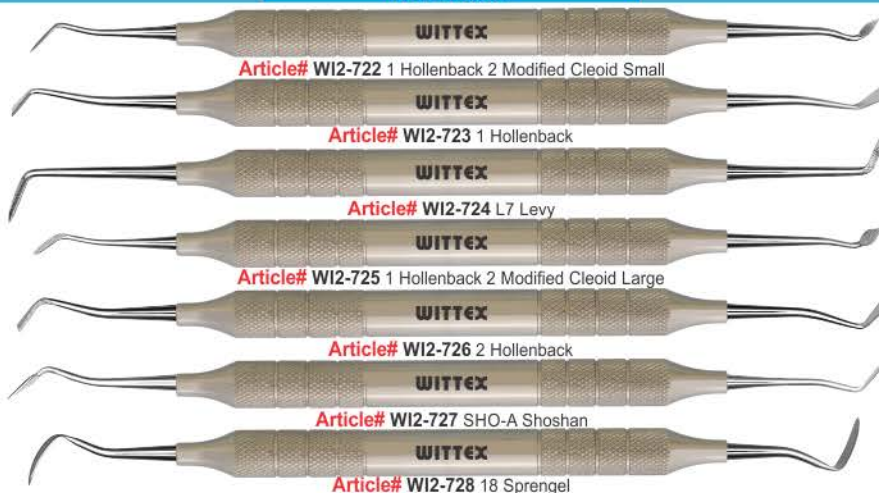 WITTEX
Article# WI2-722 1 Hollenback 2 Modified Cleoid Small
WITTEX
Article# WI2-723 1 Hollenback
WITTEX
Article# WI2-724 L7 Levy
WITTEX
Article# WI2-725 1 Hollenback 2 Modified Cleoid Large
WITTEX
Article# WI2-726 2 Hollenback
WITTEX
Article# WI2-727 SHO-A Shoshan
WITTEX
Article# WI2-728 18 Sprengel